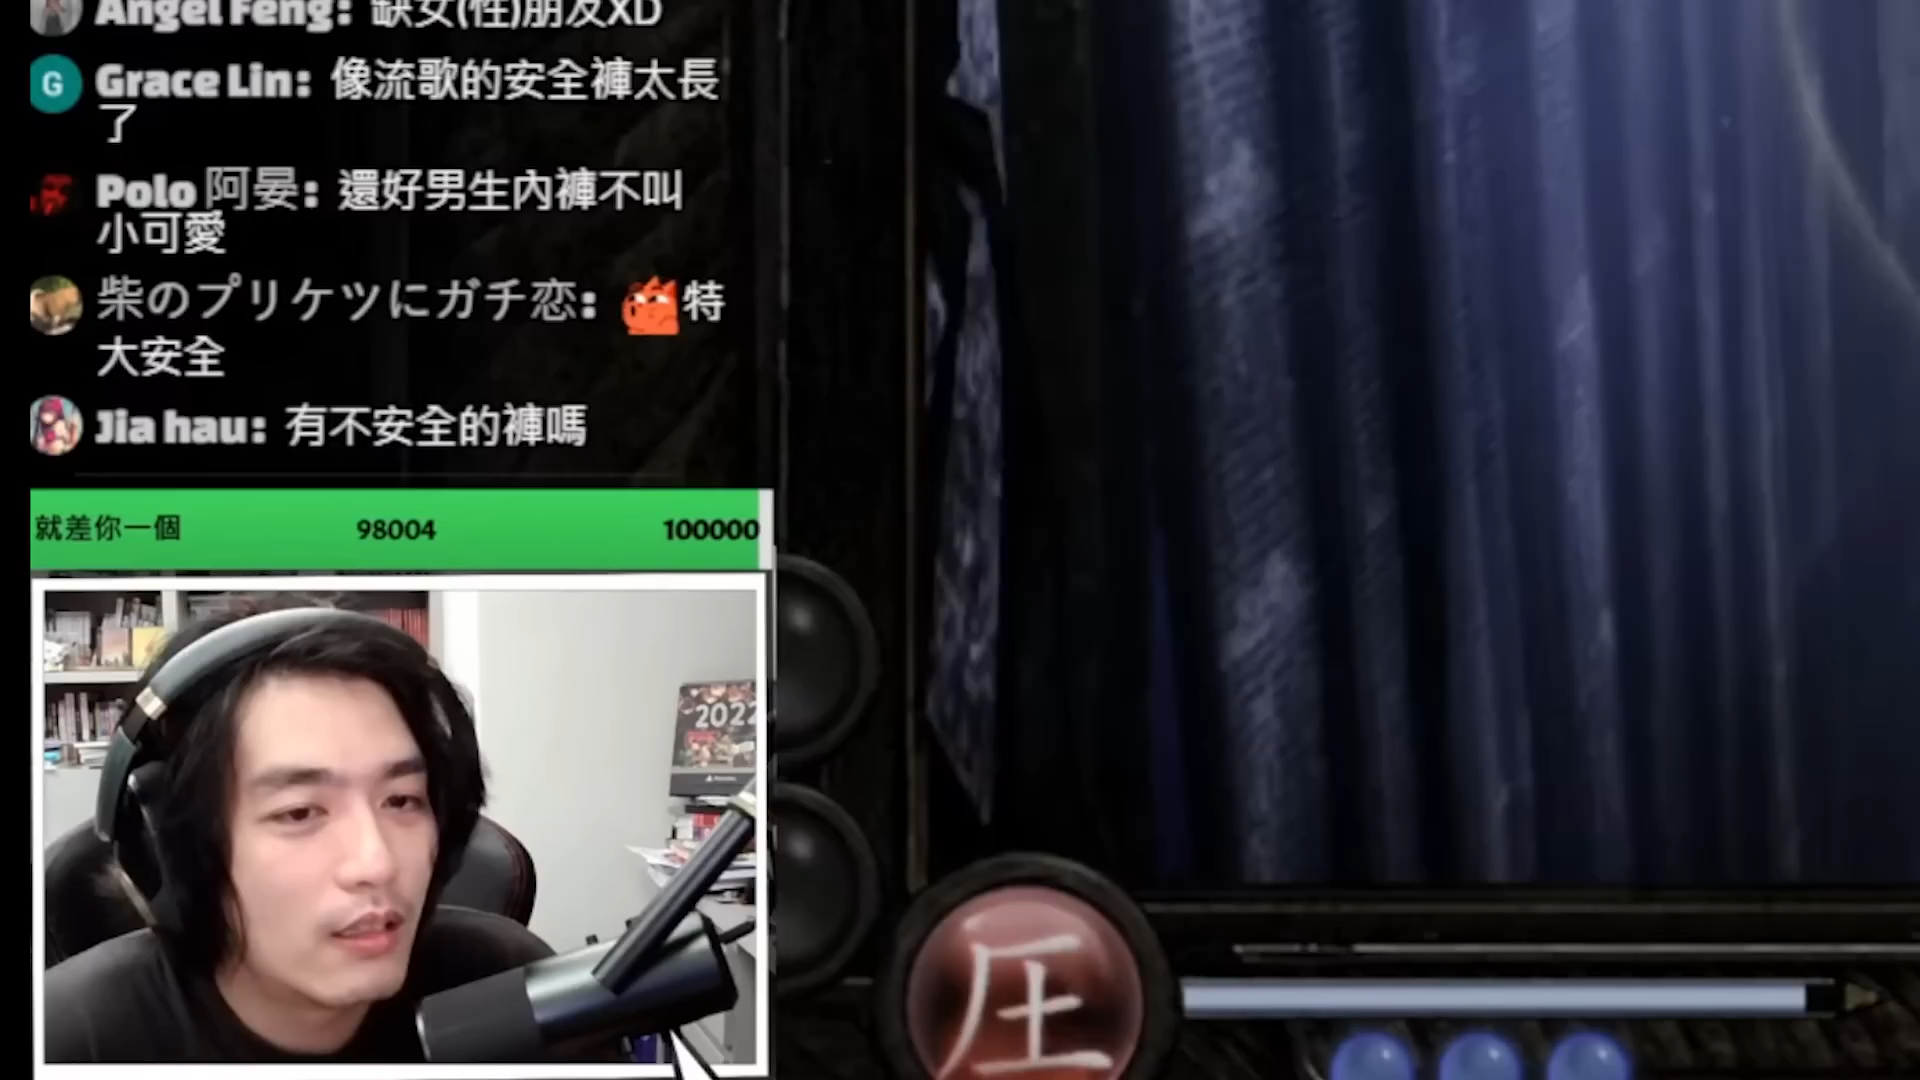 Angel Feng: 缺女(性)朋友XD
G Grace Lin: 像流歌的安全褲太長
了
Polo 阿晏: 還好男生內褲不叫
小可愛
柴のプリケツにガチ恋: 特
大安全
Jia hau: 有不安全的褲嗎
就差你一個 98004 100000
2022
圧